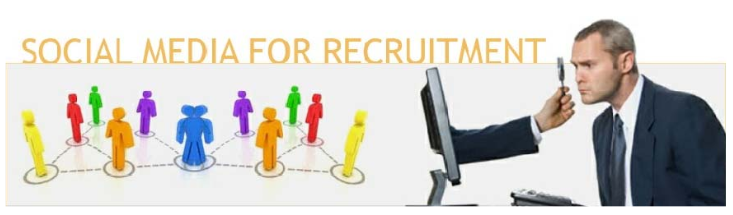 SOCIAL MEDIA FOR RECRUITMENT